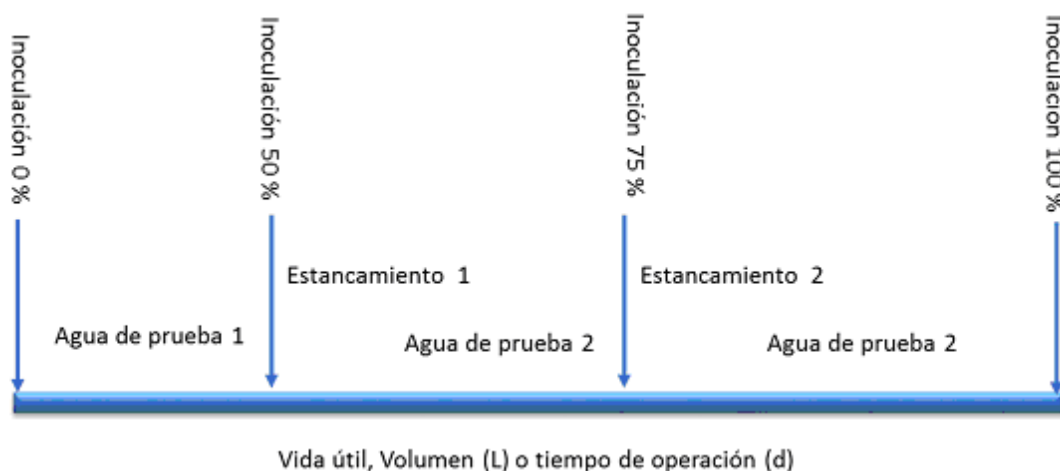 Inoculación 0 %
Inoculación 50 %
Inoculación 75 %
Inoculación 100 %
Estancamiento 1
Estancamiento 2
Agua de prueba 1
Agua de prueba 2
Agua de prueba 2
Vida útil, Volumen (L) o tiempo de operación (d)